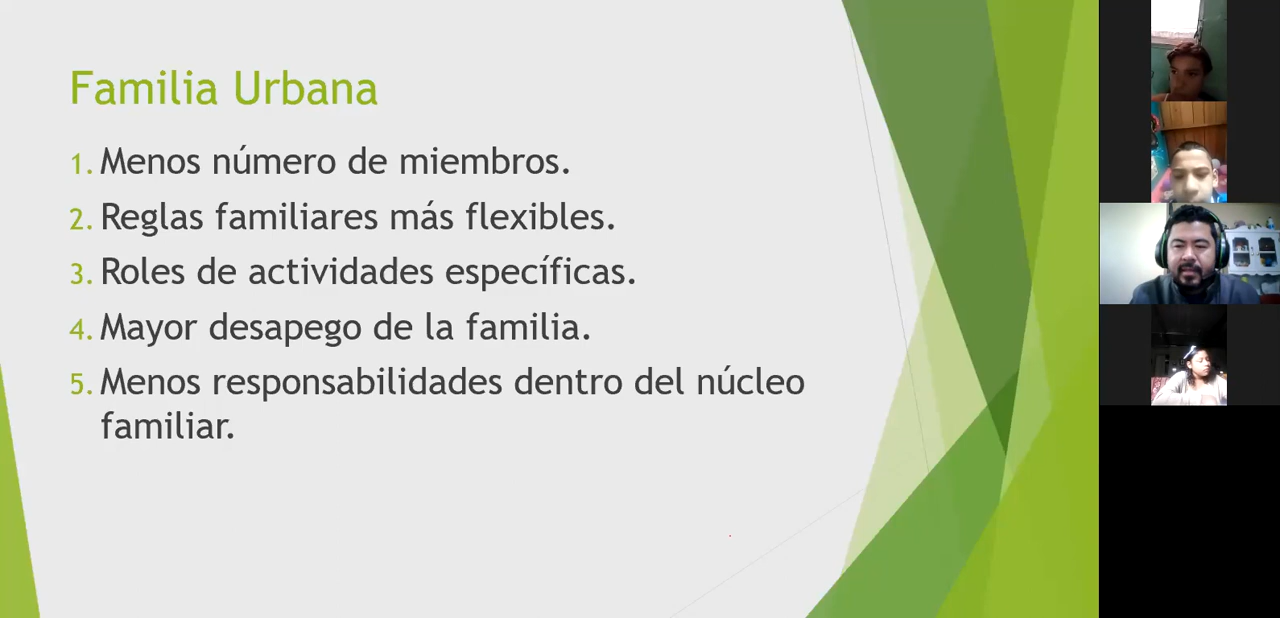 Familia Urbana
1. Menos número de miembros.
2. Reglas familiares más flexibles.
3. Roles de actividades específicas.
4. Mayor desapego de la familia.
5. Menos responsabilidades dentro del núcleo
familiar.